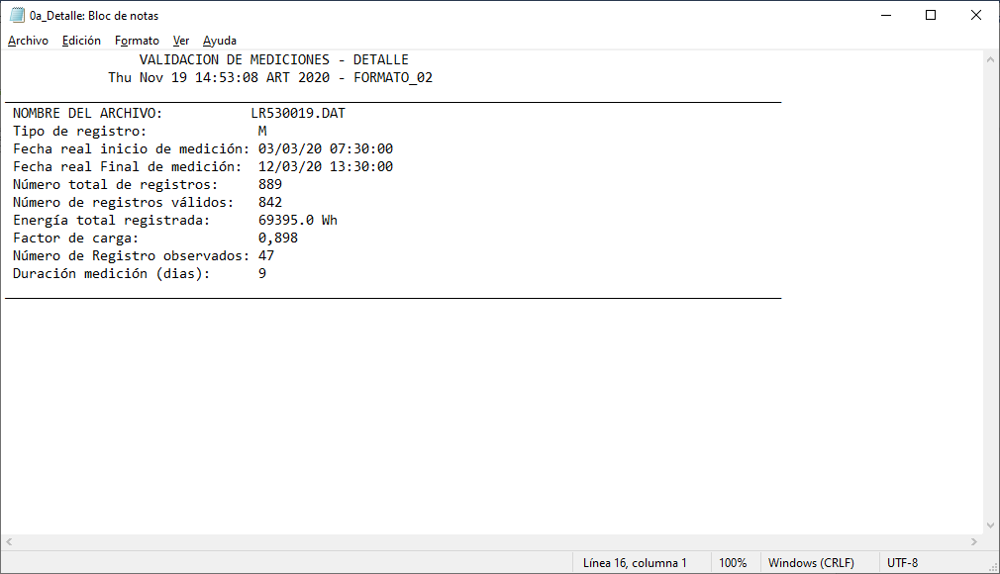 0a_Detalle: Bloc de notas
Archivo Edición Formato Ver Ayuda
VALIDACION DE MEDICIONES - DETALLE
Thu Nov 19 14:53:08 ART 2020 - FORMATO_02
NOMBRE DEL ARCHIVO: LR530019.DAT
Tipo de registro: M
Fecha real inicio de medición: 03/03/20 07:30:00
Fecha real Final de medición: 12/03/20 13:30:00
Número total de registros: 889
Número de registros válidos: 842
Energía total registrada: 69395.0 Wh
Factor de carga: 0,898
Número de Registro observados: 47
Duración medición (dias): 9
Línea 16, columna 1 100% Windows (CRLF) UTF-8